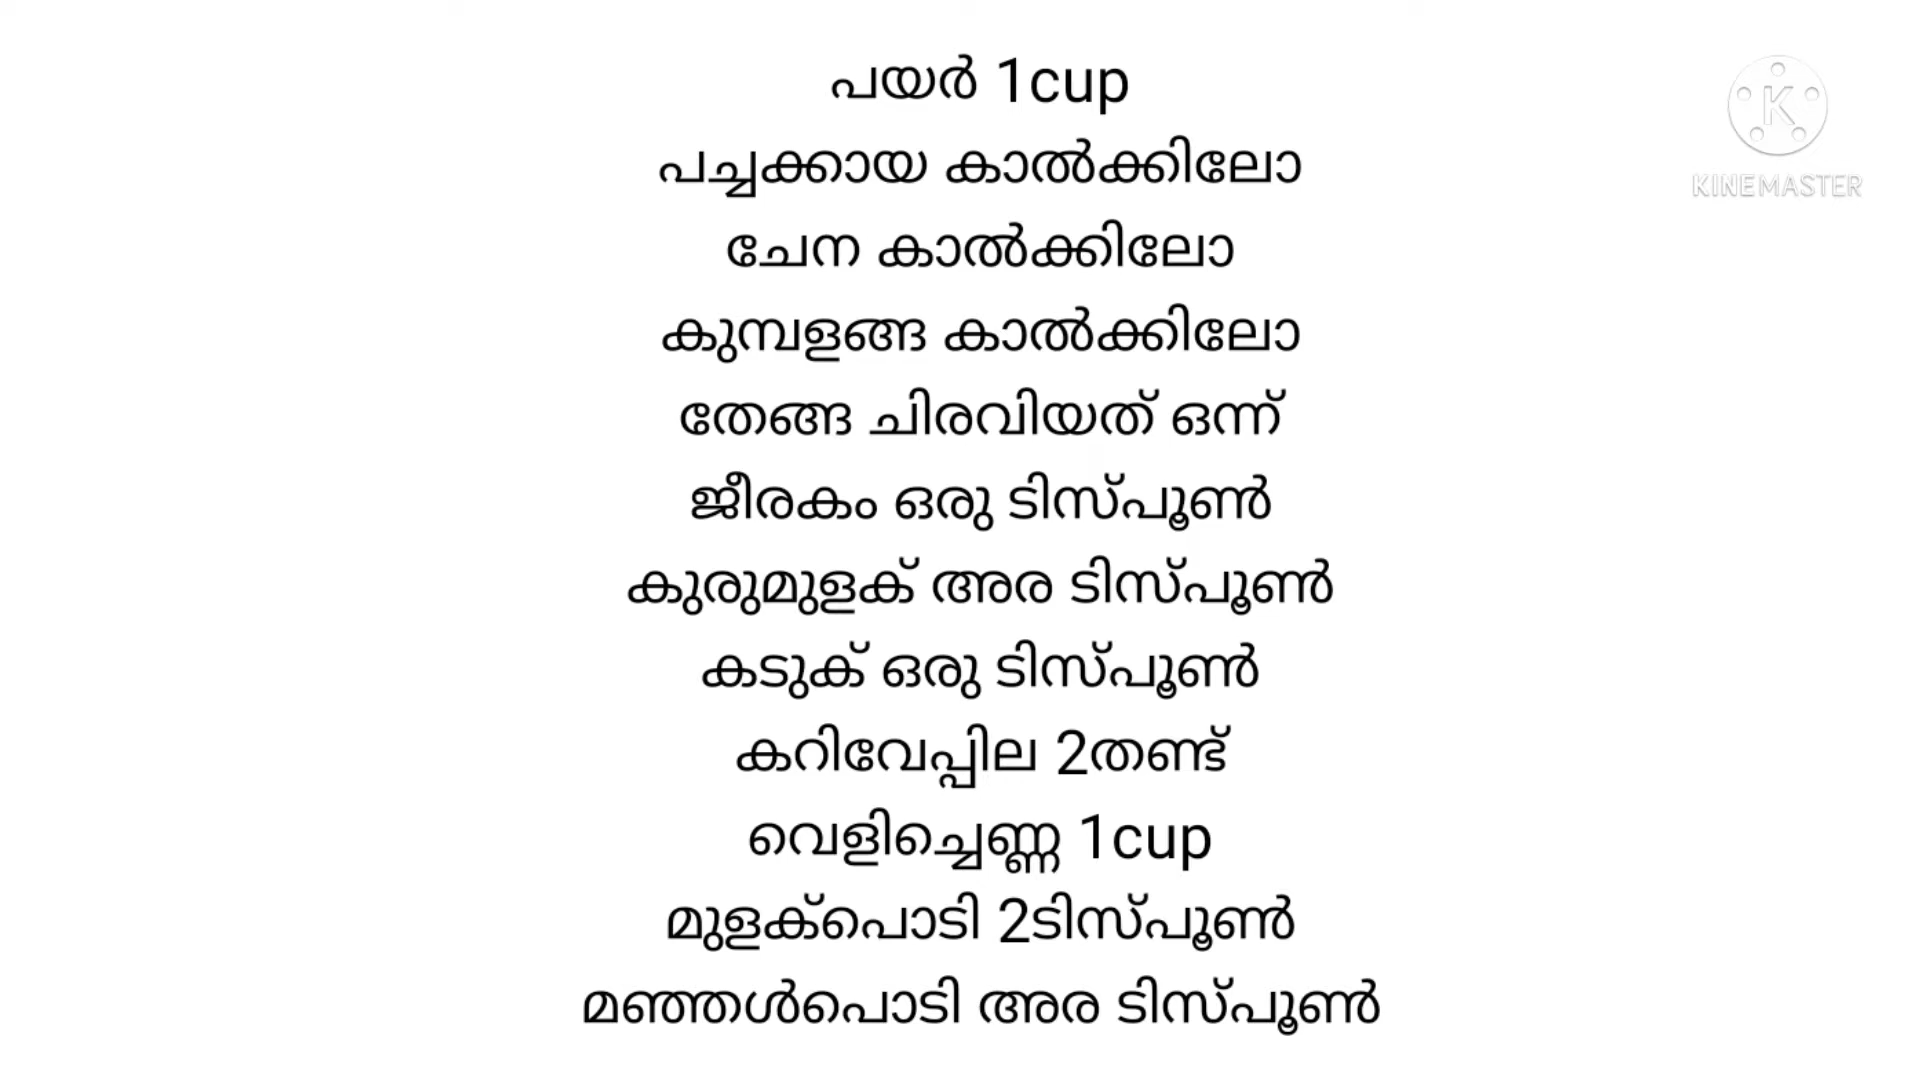 പയർ 1cup
പച്ചക്കായ കാൽക്കിലോ
ചേന കാൽക്കിലോ
കുമ്പളങ്ങ കാൽക്കിലോ
തേങ്ങ ചിരവിയത് ഒന്ന്
ജീരകം ഒരു ടിസ്പൂൺ
കുരുമുളക് അര ടിസ്പൂൺ
കടുക് ഒരു ടിസ്പൂൺ
കറിവേപ്പില 2തണ്ട്
വെളിച്ചെണ്ണ 1cup
മുളക്പൊടി 2ടിസ്പൂൺ
മഞ്ഞൾപൊടി അര ടിസ്പൂൺ
K
KINEMASTER